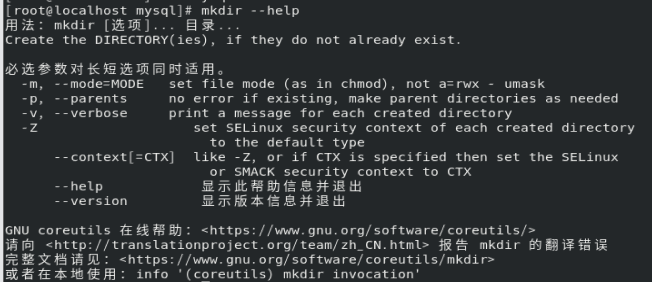 [root@localhost mysql]# mkdir --help
用法：mkdir [选项]... 目录...
Create the DIRECTORY(ies), if they do not already exist.
必选参数对长短选项同时适用。
-m, --mode=MODE set file mode (as in chmod), not a=rwx - umask
-p, --parents no error if existing, make parent directories as needed
-v, --verbose print a message for each created directory
-Z set SELinux security context of each created directory
to the default type
--context[=CTX] like -Z, or if CTX is specified then set the SELinux
or SMACK security context to CTX
--help 显示此帮助信息并退出
--version 显示版本信息并退出
GNU coreutils 在线帮助：<https://www.gnu.org/software/coreutils/>
请向 <http://translationproject.org/team/zh_CN.html> 报告 mkdir 的翻译错误
完整文档请见：<https://www.gnu.org/software/coreutils/mkdir>
或者在本地使用：info '(coreutils) mkdir invocation'